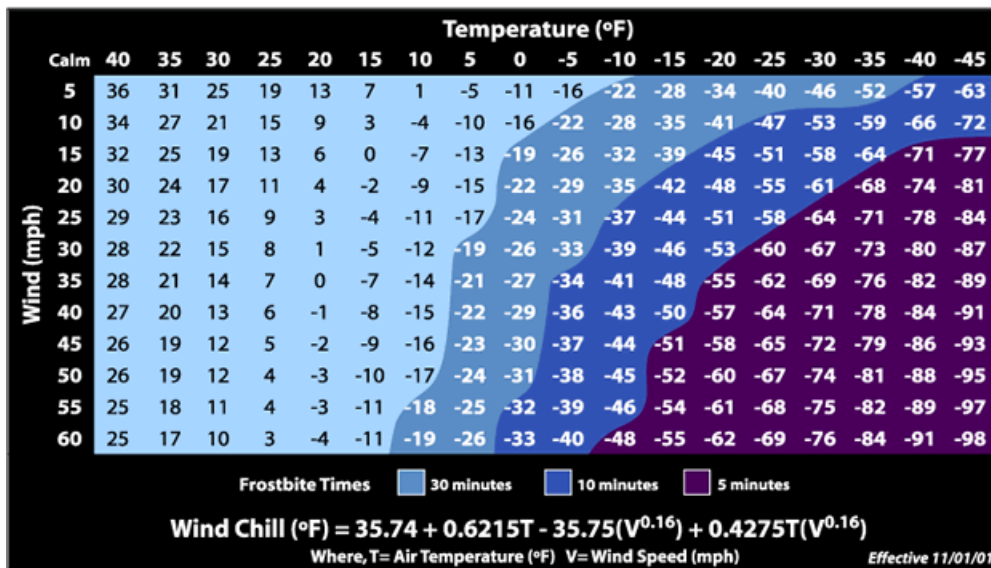 Temperature (ºF)
Calm 40 35 30 25 20 15 10 5 0 -5 -10 -15 -20 -25 -30 -35 -40 -45
Wind (mph)
5 36 31 25 19 13 7 1 -5 -11 -16 -22 -28 -34 -40 -46 -52 -57 -63
10 34 27 21 15 9 3 -4 -10 -16 -22 -28 -35 -41 -47 -53 -59 -66 -72
15 32 25 19 13 6 0 -7 -13 -19 -26 -32 -39 -45 -51 -58 -64 -71 -77
20 30 24 17 11 4 -2 -9 -15 -22 -29 -35 -42 -48 -55 -61 -68 -74 -81
25 29 23 16 9 3 -4 -11 -17 -24 -31 -37 -44 -51 -58 -64 -71 -78 -84
30 28 22 15 8 1 -5 -12 -19 -26 -33 -39 -46 -53 -60 -67 -73 -80 -87
35 28 21 14 7 0 -7 -14 -21 -27 -34 -41 -48 -55 -62 -69 -76 -82 -89
40 27 20 13 6 -1 -8 -15 -22 -29 -36 -43 -50 -57 -64 -71 -78 -84 -91
45 26 19 12 5 -2 -9 -16 -23 -30 -37 -44 -51 -58 -65 -72 -79 -86 -93
50 26 19 12 4 -3 -10 -17 -24 -31 -38 -45 -52 -60 -67 -74 -81 -88 -95
55 25 18 11 4 -3 -11 -18 -25 -32 -39 -46 -54 -61 -68 -75 -82 -89 -97
60 25 17 10 3 -4 -11 -19 -26 -33 -40 -48 -55 -62 -69 -76 -84 -91 -98
Frostbite Times 30 minutes 10 minutes 5 minutes
Wind Chill (ºF) = 35.74 + 0.6215T - 35.75(V^0.16) + 0.4275T(V^0.16)
Where, T= Air Temperature (ºF) V= Wind Speed (mph) Effective 11/01/01